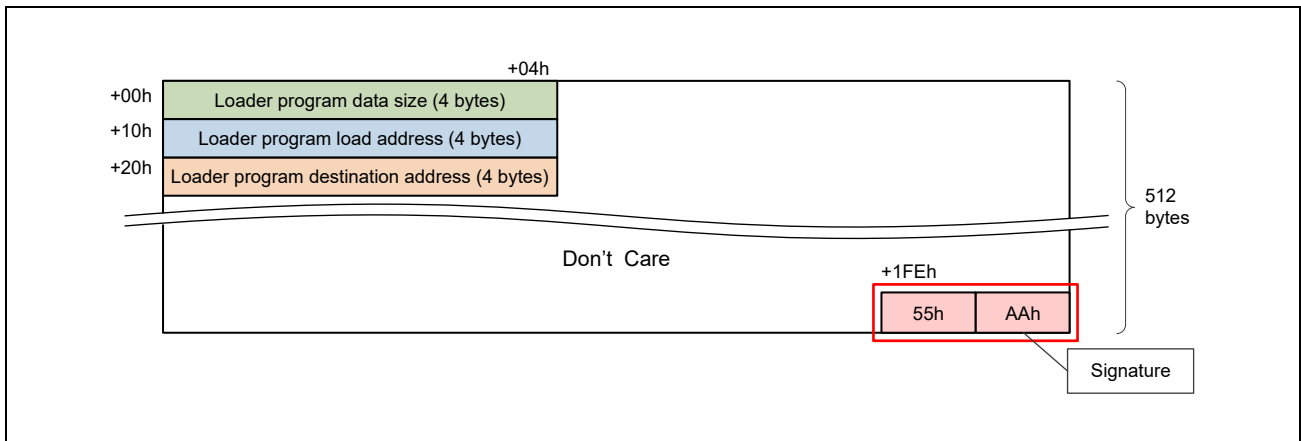 +04h
+00h
Loader program data size (4 bytes)
+10h
Loader program load address (4 bytes)
+20h
Loader program destination address (4 bytes)
512
bytes
Don't Care
+1FEh
55h
AAh
Signature